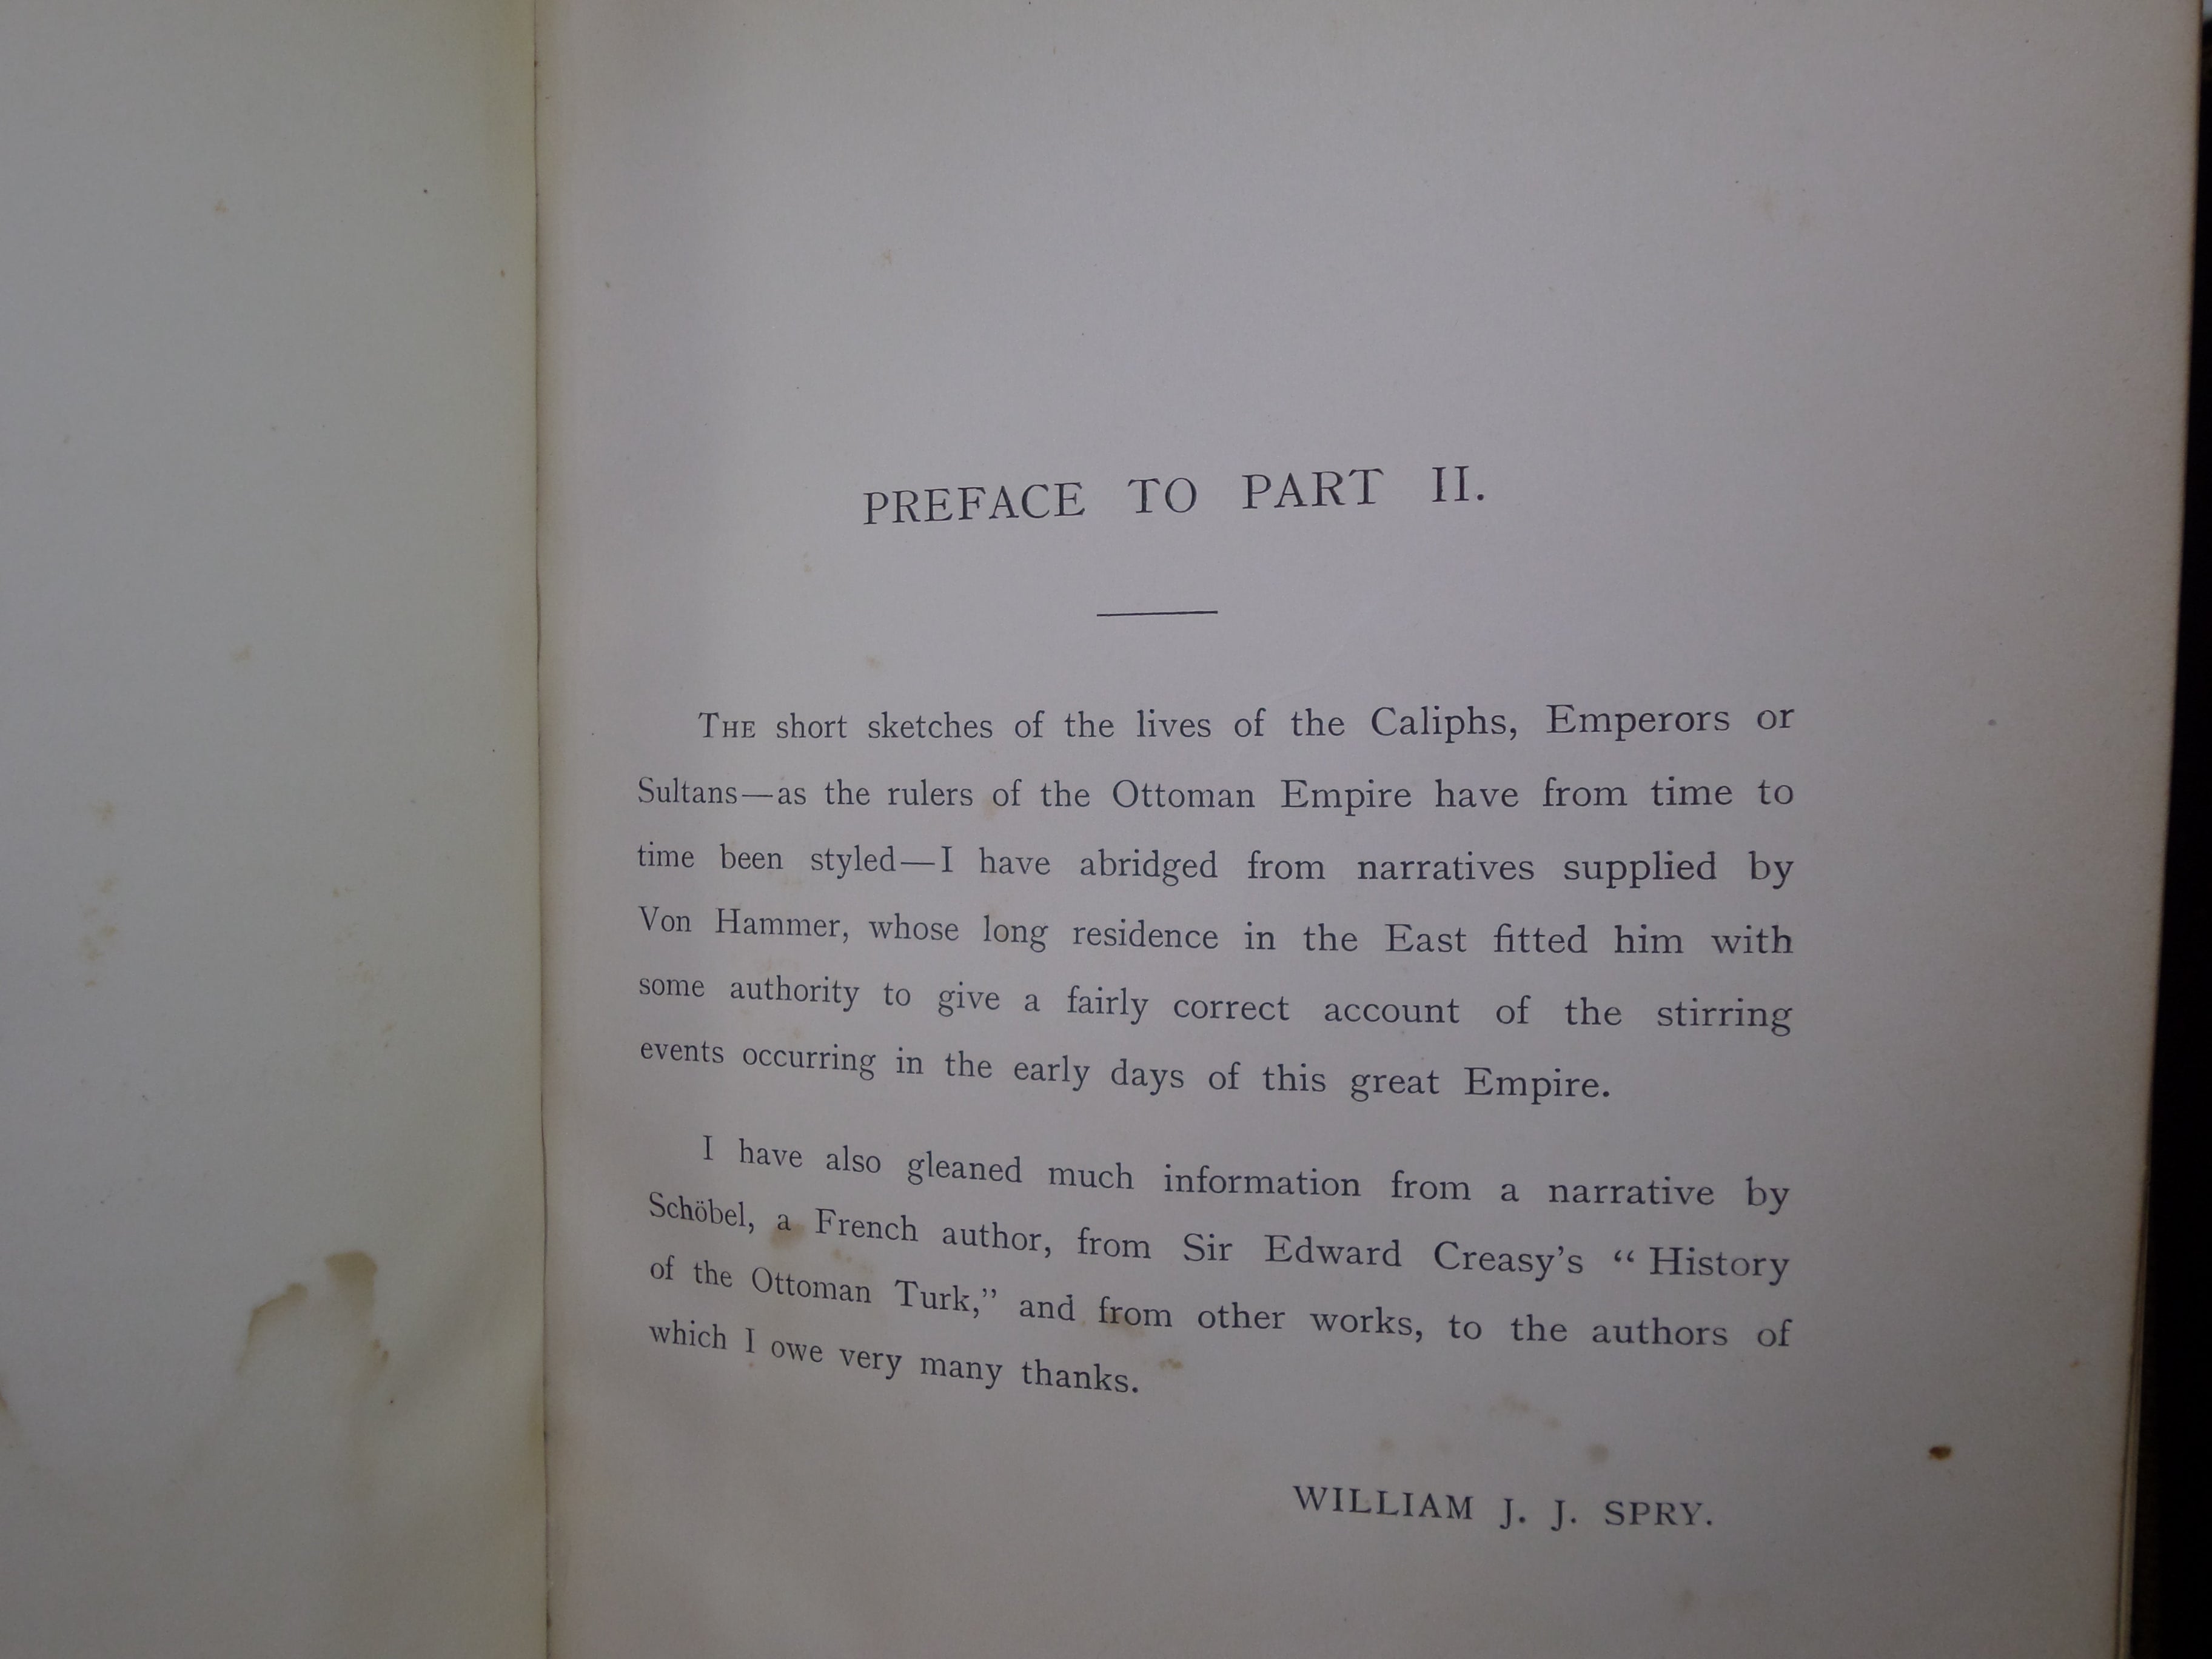 PREFACE TO PART II.
THE short sketches of the lives of the Caliphs, Emperors or
Sultans—as the rulers of the Ottoman Empire have from time to
time been styled—I have abridged from narratives supplied by
Von Hammer, whose long residence in the East fitted him with
some authority to give a fairly correct account of the stirring
events occurring in the early days of this great Empire.
I have also gleaned much information from a narrative by
Schöbel, a French author, from Sir Edward Creasy’s “ History
of the Ottoman Turk,” and from other works, to the authors of
which I owe very many thanks.
WILLIAM J. J. SPRY.